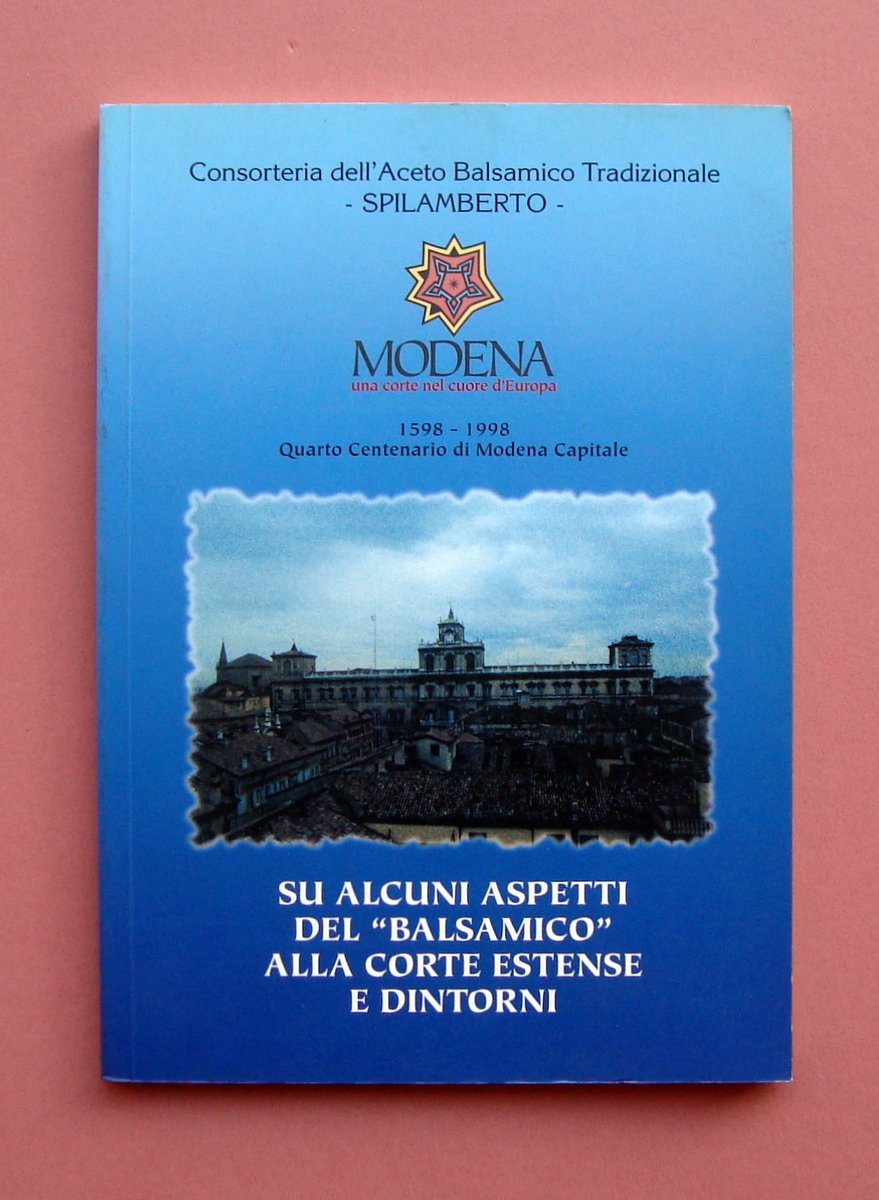 Consorteria dell'Aceto Balsamico Tradizionale
- SPILAMBERTO -
MODENA
una corte nel cuore d'Europa
1598 - 1998
Quarto Centenario di Modena Capitale
SU ALCUNI ASPETTI
DEL “BALSAMICO”
ALLA CORTE ESTENSE
E DINTORNI